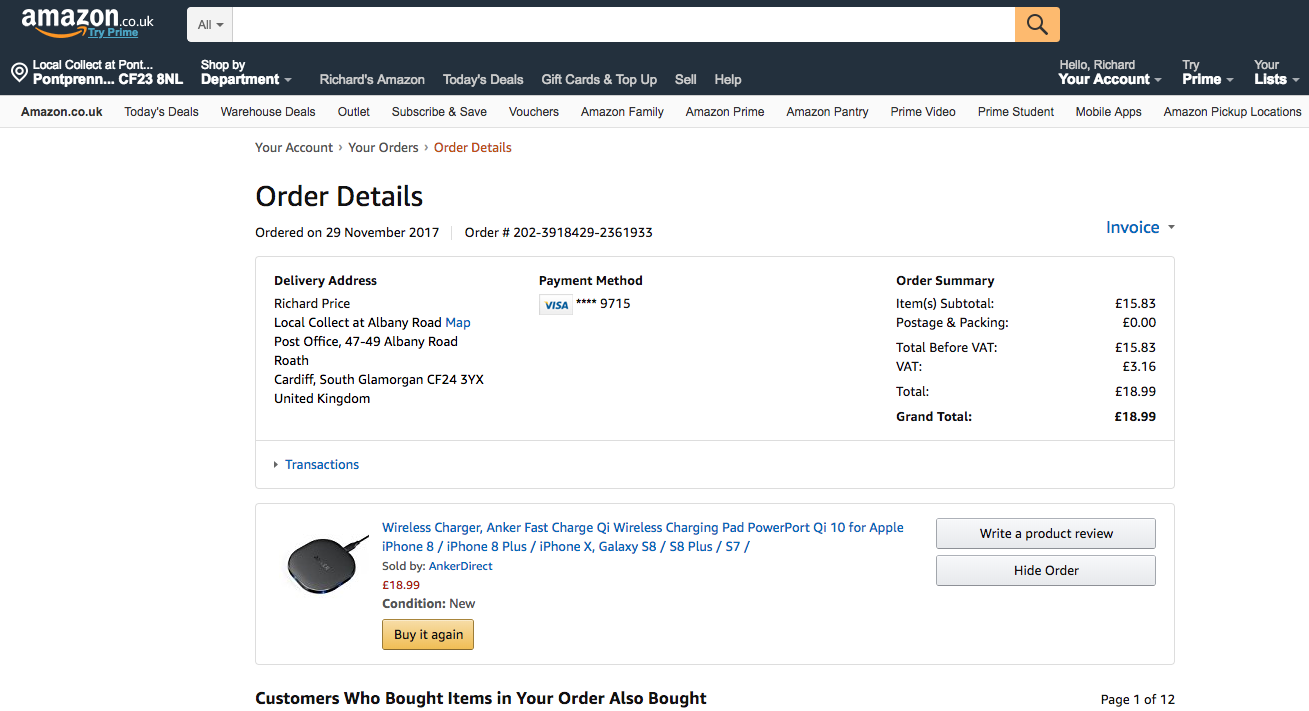 amazon.co.uk
Try Prime
All
Local Collect at Pont...
Pontprenn... CF23 8NL
Shop by
Department
Richard's Amazon
Today's Deals
Gift Cards & Top Up
Sell
Help
Hello, Richard
Your Account
Try
Prime
Your
Lists
Amazon.co.uk
Today's Deals
Warehouse Deals
Outlet
Subscribe & Save
Vouchers
Amazon Family
Amazon Prime
Amazon Pantry
Prime Video
Prime Student
Mobile Apps
Amazon Pickup Locations
Your Account › Your Orders › Order Details
Order Details
Ordered on 29 November 2017 Order # 202-3918429-2361933
Invoice
Delivery Address
Richard Price
Local Collect at Albany Road Map
Post Office, 47-49 Albany Road
Roath
Cardiff, South Glamorgan CF24 3YX
United Kingdom
Payment Method
VISA **** 9715
Order Summary
Item(s) Subtotal: £15.83
Postage & Packing: £0.00
Total Before VAT: £15.83
VAT: £3.16
Total: £18.99
Grand Total: £18.99
Transactions
Wireless Charger, Anker Fast Charge Qi Wireless Charging Pad PowerPort Qi 10 for Apple
iPhone 8 / iPhone 8 Plus / iPhone X, Galaxy S8 / S8 Plus / S7 /
Sold by: AnkerDirect
£18.99
Condition: New
Buy it again
Write a product review
Hide Order
Customers Who Bought Items in Your Order Also Bought
Page 1 of 12